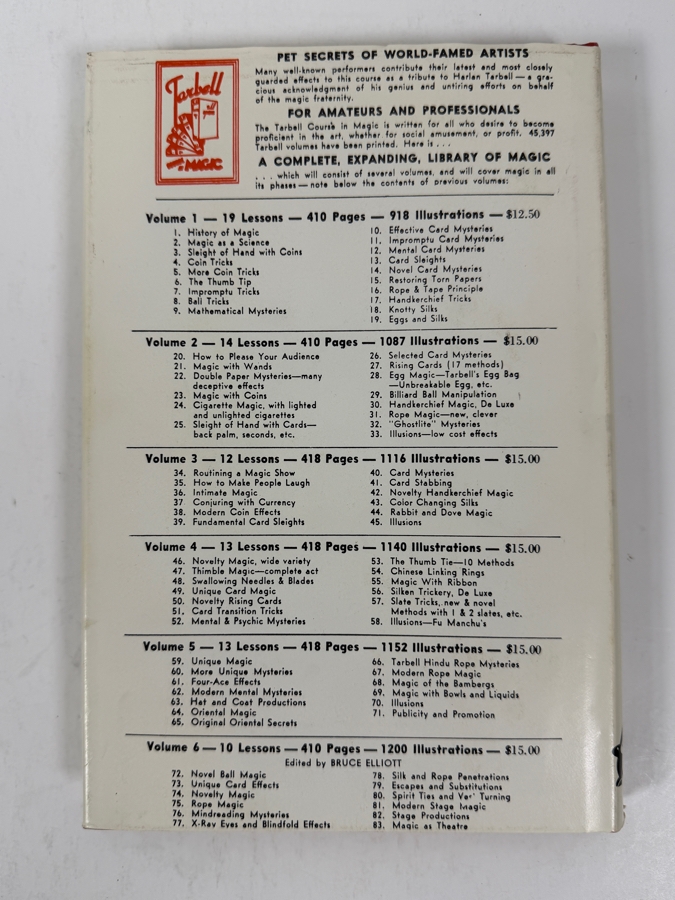 Tarbell
in MAGIC
PET SECRETS OF WORLD-FAMED ARTISTS
Many well-known performers contribute their latest and most closely
guarded effects to this course as a tribute to Harlan Tarbell — a gra-
cious acknowledgment of his genius and untiring efforts on behalf
of the magic fraternity.
FOR AMATEURS AND PROFESSIONALS
The Tarbell Course in Magic is written for all who desire to become
proficient in the art, whether for social amusement, or profit. 45,397
Tarbell volumes have been printed. Here is . . .
A COMPLETE, EXPANDING, LIBRARY OF MAGIC
. . . which will consist of several volumes, and will cover magic in all
its phases — note below the contents of previous volumes:
Volume 1 — 19 Lessons — 410 Pages — 918 Illustrations — $12.50
1. History of Magic
2. Magic as a Science
3. Sleight of Hand with Coins
4. Coin Tricks
5. More Coin Tricks
6. The Thumb Tip
7. Impromptu Tricks
8. Ball Tricks
9. Mathematical Mysteries
10. Effective Card Mysteries
11. Impromptu Card Mysteries
12. Mental Card Mysteries
13. Card Sleights
14. Novel Card Mysteries
15. Restoring Torn Papers
16. Rope & Tape Principle
17. Handkerchief Tricks
18. Knotty Silks
19. Eggs and Silks
Volume 2 — 14 Lessons — 410 Pages — 1087 Illustrations — $15.00
20. How to Please Your Audience
21. Magic with Wands
22. Double Paper Mysteries—many
deceptive effects
23. Magic with Coins
24. Cigarette Magic, with lighted
and unlighted cigarettes
25. Sleight of Hand with Cards—
back palm, seconds, etc.
26. Selected Card Mysteries
27. Rising Cards (17 methods)
28. Egg Magic—Tarbell's Egg Bag
—Unbreakable Egg, etc.
29. Billiard Ball Manipulation
30. Handkerchief Magic, De Luxe
31. Rope Magic—new, clever
32. "Ghostlite" Mysteries
33. Illusions—low cost effects
Volume 3 — 12 Lessons — 418 Pages — 1116 Illustrations — $15.00
34. Routining a Magic Show
35. How to Make People Laugh
36. Intimate Magic
37. Conjuring with Currency
38. Modern Coin Effects
39. Fundamental Card Sleights
40. Card Mysteries
41. Card Stabbing
42. Novelty Handkerchief Magic
43. Color Changing Silks
44. Rabbit and Dove Magic
45. Illusions
Volume 4 — 13 Lessons — 418 Pages — 1140 Illustrations — $15.00
46. Novelty Magic, wide variety
47. Thimble Magic—complete act
48. Swallowing Needles & Blades
49. Unique Card Magic
50. Novelty Rising Cards
51. Card Transition Tricks
52. Mental & Psychic Mysteries
53. The Thumb Tie—10 Methods
54. Chinese Linking Rings
55. Magic With Ribbon
56. Silken Trickery, De Luxe
57. Slate Tricks, new & novel
Methods with 1 & 2 slates, etc.
58. Illusions—Fu Manchu's
Volume 5 — 13 Lessons — 418 Pages — 1152 Illustrations — $15.00
59. Unique Magic
60. More Unique Mysteries
61. Four-Ace Effects
62. Modern Mental Mysteries
63. Hat and Coat Productions
64. Oriental Magic
65. Original Oriental Secrets
66. Tarbell Hindu Rope Mysteries
67. Modern Rope Magic
68. Magic of the Bambergs
69. Magic with Bowls and Liquids
70. Illusions
71. Publicity and Promotion
Volume 6 — 10 Lessons — 410 Pages — 1200 Illustrations — $15.00
Edited by BRUCE ELLIOTT
72. Novel Ball Magic
73. Unique Card Effects
74. Novelty Magic
75. Rope Magic
76. Mindreading Mysteries
77. X-Ray Eyes and Blindfold Effects
78. Silk and Rope Penetrations
79. Escapes and Substitutions
80. Spirit Ties and Vest Turning
81. Modern Stage Magic
82. Stage Productions
83. Magic as Theatre